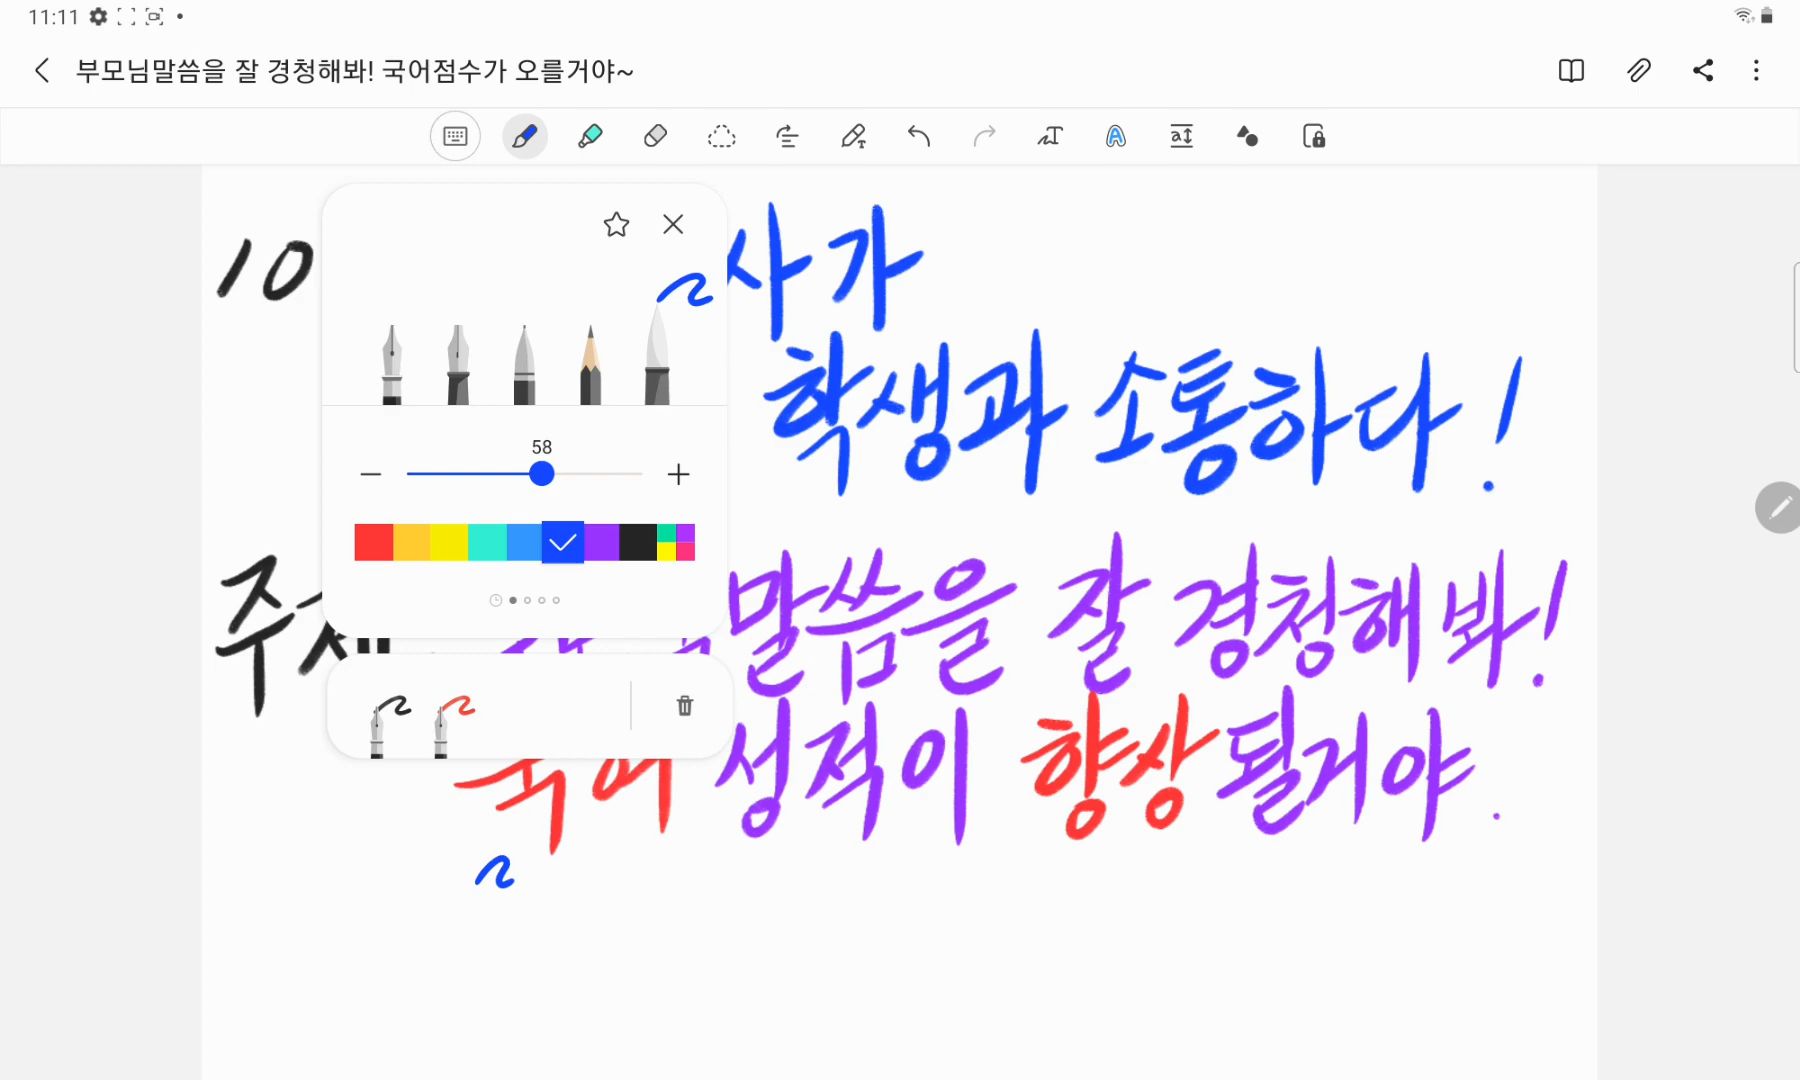 11:11
부모님말씀을 잘 경청해봐! 국어점수가 오를거야~
10 사가
학생과 소통하다!
58
주제 말씀을 잘 경청해봐!
국어 성적이 향상될거야.